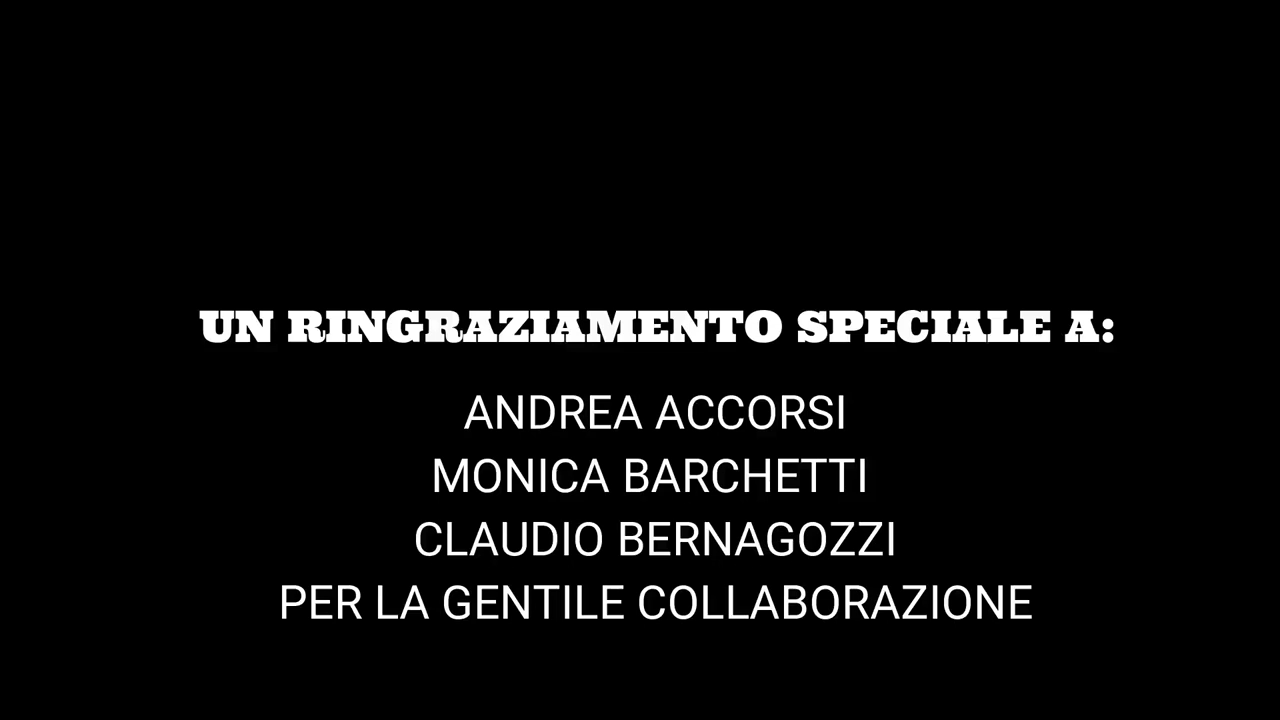 UN RINGRAZIAMENTO SPECIALE A:
ANDREA ACCORSI
MONICA BARCHETTI
CLAUDIO BERNAGOZZI
PER LA GENTILE COLLABORAZIONE